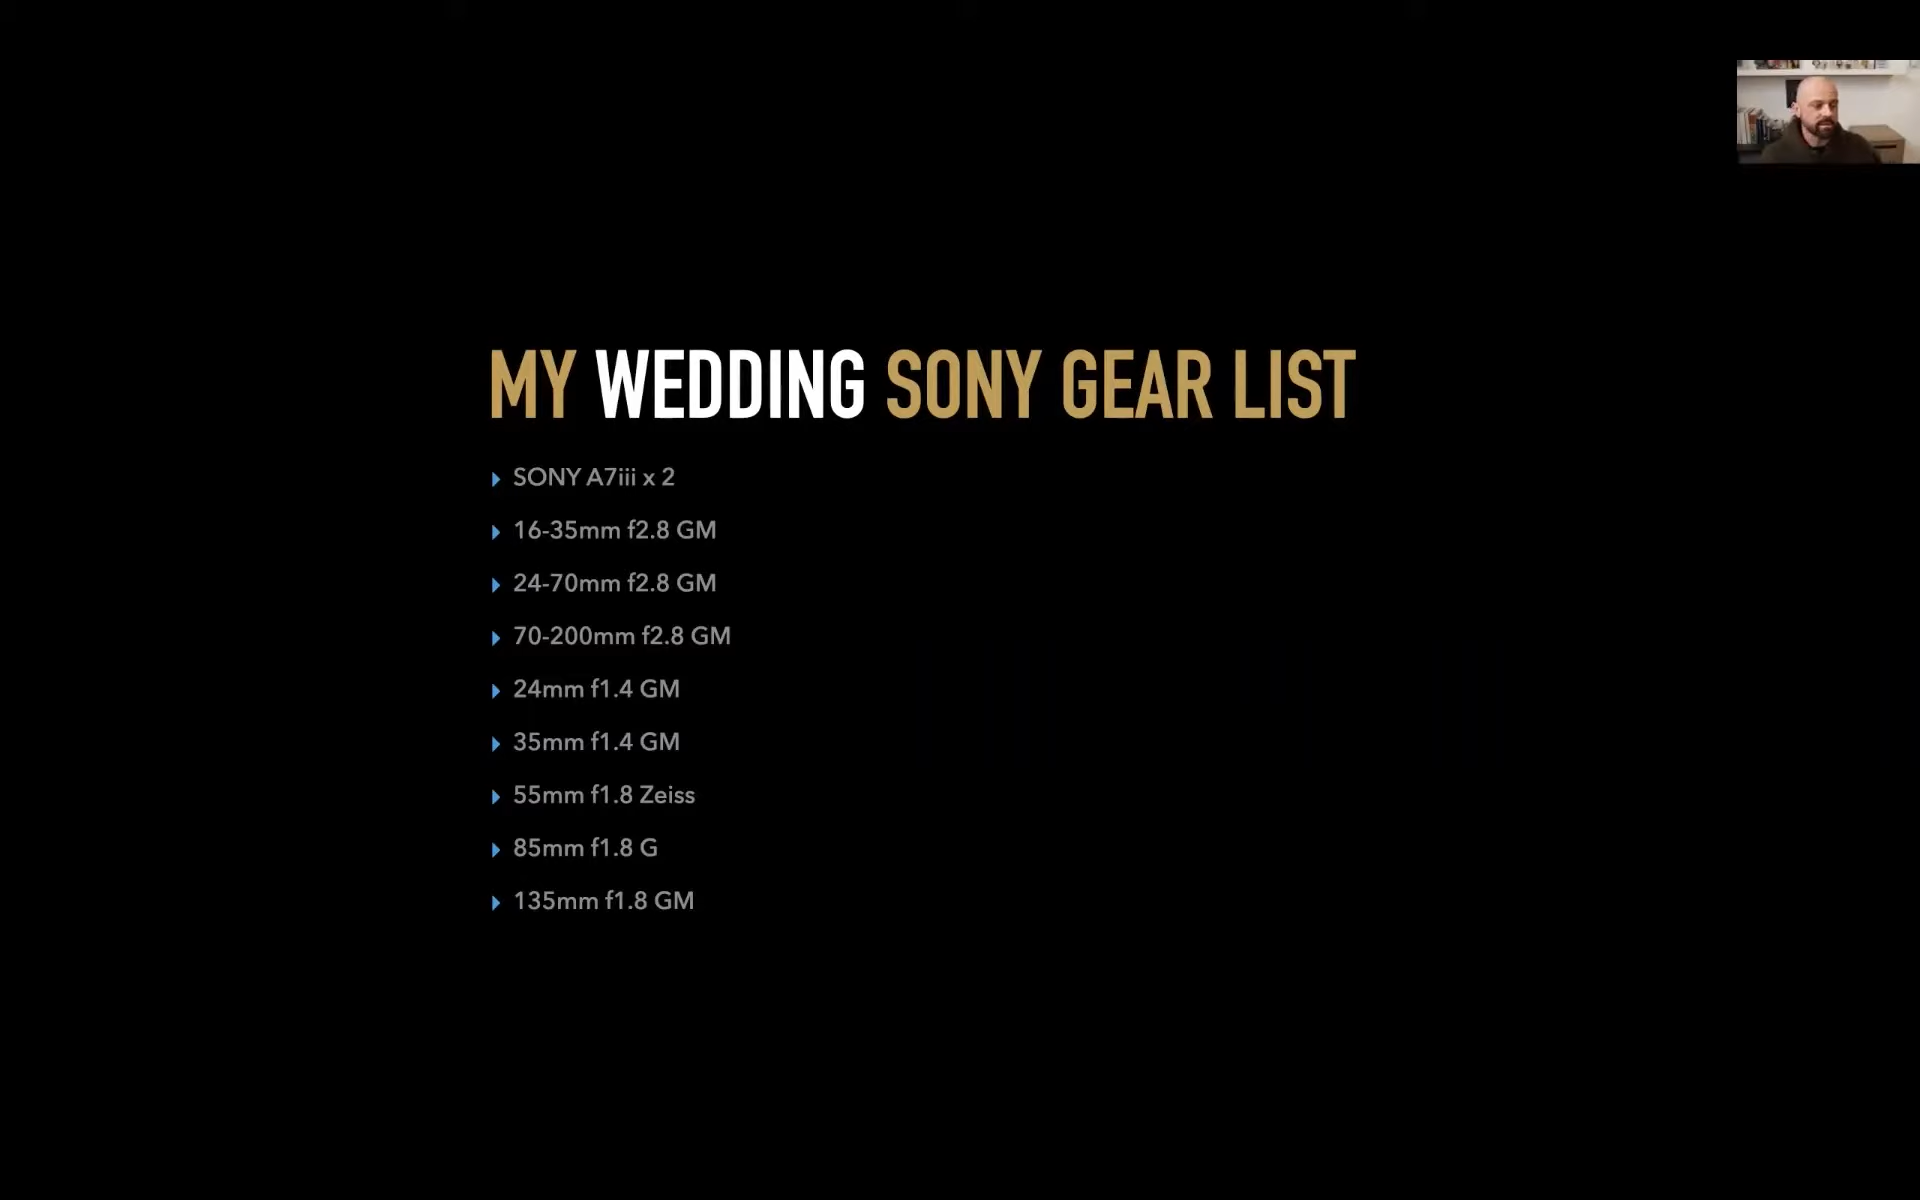 MY WEDDING SONY GEAR LIST
SONY A7iii x 2
16-35mm f2.8 GM
24-70mm f2.8 GM
70-200mm f2.8 GM
24mm f1.4 GM
35mm f1.4 GM
55mm f1.8 Zeiss
85mm f1.8 G
135mm f1.8 GM